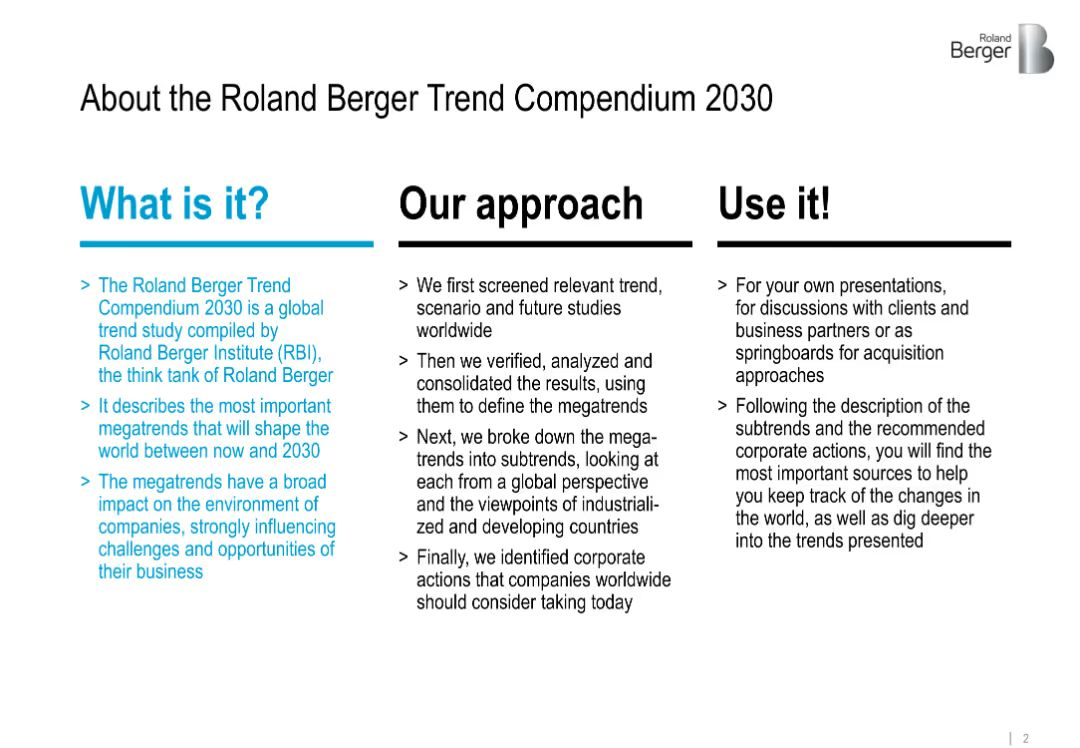 Roland
Berger
B
About the Roland Berger Trend Compendium 2030
What is it?
> The Roland Berger Trend
Compendium 2030 is a global
trend study compiled by
Roland Berger Institute (RBI),
the think tank of Roland Berger
> It describes the most important
megatrends that will shape the
world between now and 2030
> The megatrends have a broad
impact on the environment of
companies, strongly influencing
challenges and opportunities of
their business
Our approach
> We first screened relevant trend,
scenario and future studies
worldwide
> Then we verified, analyzed and
consolidated the results, using
them to define the megatrends
> Next, we broke down the mega-
trends into subtrends, looking at
each from a global perspective
and the viewpoints of industriali-
zed and developing countries
> Finally, we identified corporate
actions that companies worldwide
should consider taking today
Use it!
> For your own presentations,
for discussions with clients and
business partners or as
springboards for acquisition
approaches
> Following the description of the
subtrends and the recommended
corporate actions, you will find the
most important sources to help
you keep track of the changes in
the world, as well as dig deeper
into the trends presented
| 2